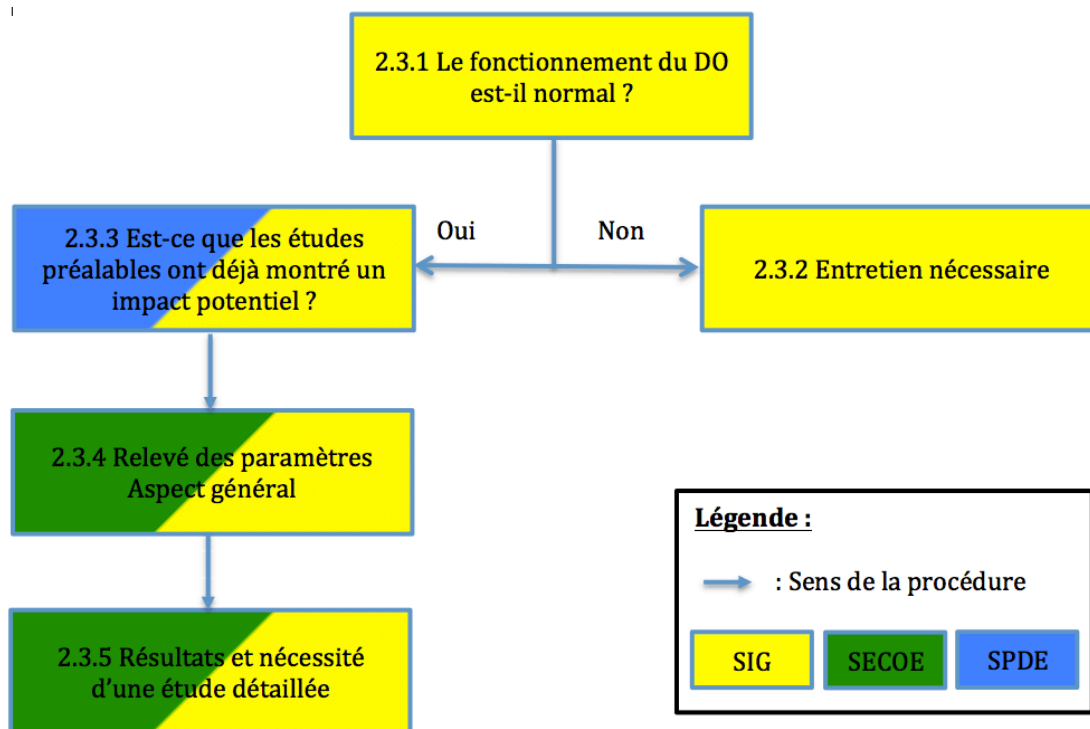 2.3.1 Le fonctionnement du DO
est-il normal ?
Oui
Non
2.3.3 Est-ce que les études
préalables ont déjà montré un
impact potentiel ?
2.3.2 Entretien nécessaire
2.3.4 Relevé des paramètres
Aspect général
2.3.5 Résultats et nécessité
d'une étude détaillée
Légende :
: Sens de la procédure
SIG
SECOE
SPDE